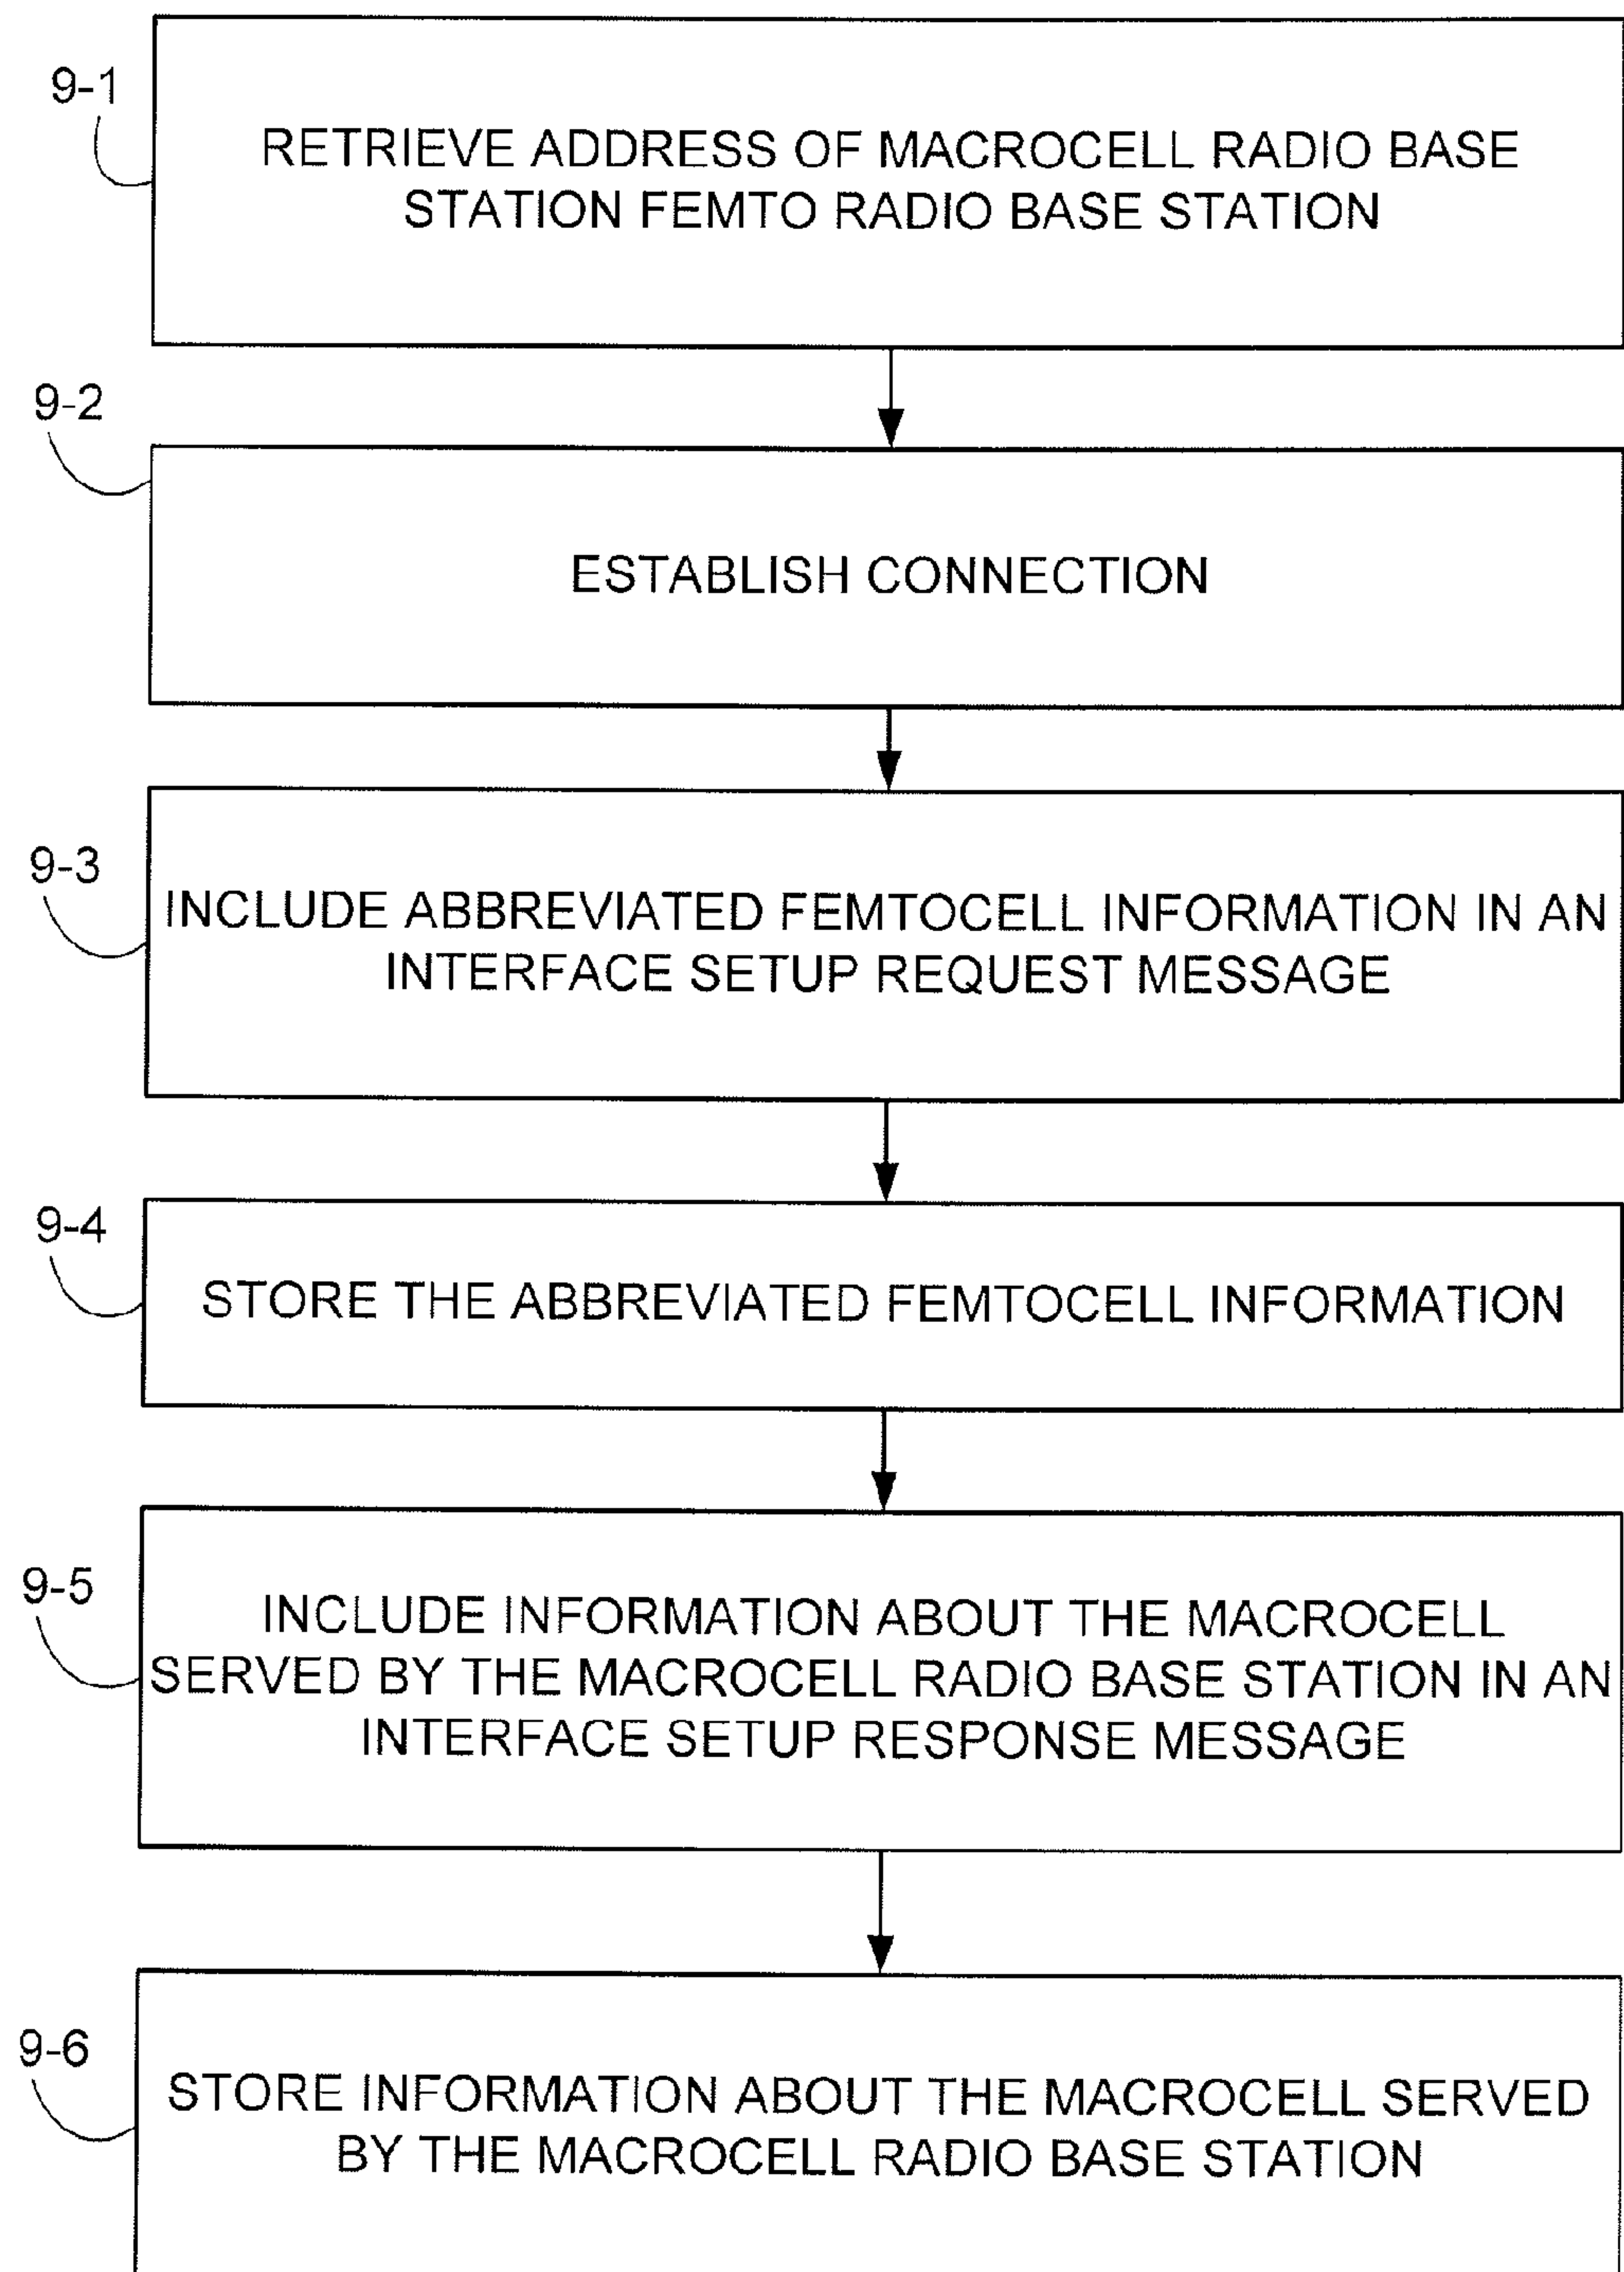 9-1
RETRIEVE ADDRESS OF MACROCELL RADIO BASE
STATION FEMTO RADIO BASE STATION
9-2
ESTABLISH CONNECTION
9-3
INCLUDE ABBREVIATED FEMTOCELL INFORMATION IN AN
INTERFACE SETUP REQUEST MESSAGE
9-4
STORE THE ABBREVIATED FEMTOCELL INFORMATION
9-5
INCLUDE INFORMATION ABOUT THE MACROCELL
SERVED BY THE MACROCELL RADIO BASE STATION IN AN
INTERFACE SETUP RESPONSE MESSAGE
9-6
STORE INFORMATION ABOUT THE MACROCELL SERVED
BY THE MACROCELL RADIO BASE STATION